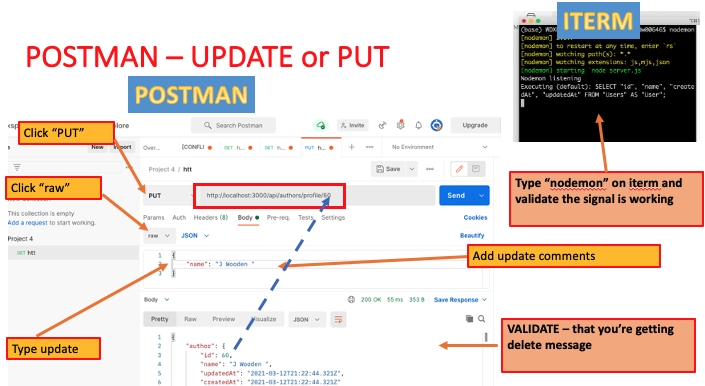 ITERM
(base) WDX
ow00646$ nodemon
[nodemon]
[nodemon] to restart at any time, enter `rs`
[nodemon] watching path(s): *.*
[nodemon] watching extensions: js,mjs,json
[nodemon] starting `node server.js`
Nodemon listening
Executing (default): SELECT "id", "name", "create
dAt", "updatedAt" FROM "Users" AS "User";
POSTMAN – UPDATE or PUT
POSTMAN
Click “PUT”
Search Postman
Invite
Upgrade
New
Import
Over...
[CONFLI
GET h...
GET h...
PUT h...
No Environment
Project 4 / htt
Save
Click “raw”
PUT
http://localhost:3000/api/authors/profile/60
Send
This collection is empty
Add a request to start working.
Params Auth Headers (8) Body Pre-req. Tests Settings
Cookies
Project 4
GET htt
raw
JSON
Beautify
1 {
2 "name": "J Wooden "
3 }
Type “nodemon” on iterm and
validate the signal is working
Add update comments
Body
200 OK 55 ms 353 B Save Response
Pretty Raw Preview Visualize JSON
Type update
1 {
2 "author": {
3 "id": 60,
4 "name": "J Wooden ",
5 "updatedAt": "2021-03-12T21:22:44.321Z",
6 "createdAt": "2021-03-12T21:22:44.321Z"
VALIDATE – that you’re getting
delete message